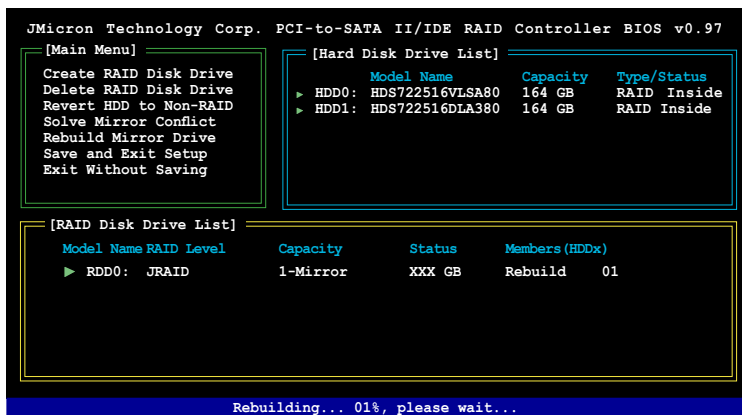 JMicron Technology Corp. PCI-to-SATA II/IDE RAID Controller BIOS v0.97
[Main Menu]
Create RAID Disk Drive
Delete RAID Disk Drive
Revert HDD to Non-RAID
Solve Mirror Conflict
Rebuild Mirror Drive
Save and Exit Setup
Exit Without Saving
[Hard Disk Drive List]
Model Name Capacity Type/Status
HDD0: HDS722516VLSA80 164 GB RAID Inside
HDD1: HDS722516DLA380 164 GB RAID Inside
[RAID Disk Drive List]
Model Name RAID Level Capacity Status Members(HDDx)
RDD0: JRAID 1-Mirror XXX GB Rebuild 01
Rebuilding... 01%, please wait...